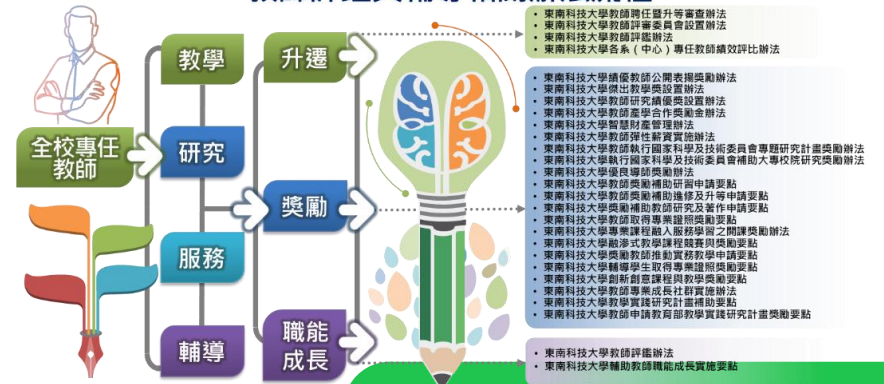 全校專任
教師
教學
研究
服務
輔導
升遷
獎勵
職能
成長
• 東南科技大學教師聘任暨升等審查辦法
• 東南科技大學教師評審委員會設置辦法
• 東南科技大學教師評鑑辦法
• 東南科技大學各系（中心）專任教師績效評比辦法
• 東南科技大學績優教師公開表揚獎勵辦法
• 東南科技大學傑出教學獎設置辦法
• 東南科技大學教師研究績優獎設置辦法
• 東南科技大學教師產學合作獎勵金辦法
• 東南科技大學智慧財產管理辦法
• 東南科技大學教師彈性薪資實施辦法
• 東南科技大學教師執行國家科學及技術委員會專題研究計畫獎勵辦法
• 東南科技大學執行國家科學及技術委員會補助大專校院研究獎勵辦法
• 東南科技大學優良導師獎勵辦法
• 東南科技大學教師獎勵補助研習申請要點
• 東南科技大學教師獎勵補助進修及升等申請要點
• 東南科技大學獎勵補助教師研究及著作申請要點
• 東南科技大學教師取得專業證照獎勵要點
• 東南科技大學專業課程融入服務學習之開課獎勵辦法
• 東南科技大學融滲式教學課程競賽與獎勵要點
• 東南科技大學獎勵教師推動實務教學申請要點
• 東南科技大學輔導學生取得專業證照獎勵要點
• 東南科技大學創新創意課程與教學獎勵要點
• 東南科技大學教師專業成長社群實施辦法
• 東南科技大學教學實踐研究計畫補助要點
• 東南科技大學教師申請教育部教學實踐研究計畫獎勵要點
• 東南科技大學教師評鑑辦法
• 東南科技大學輔助教師職能成長實施要點